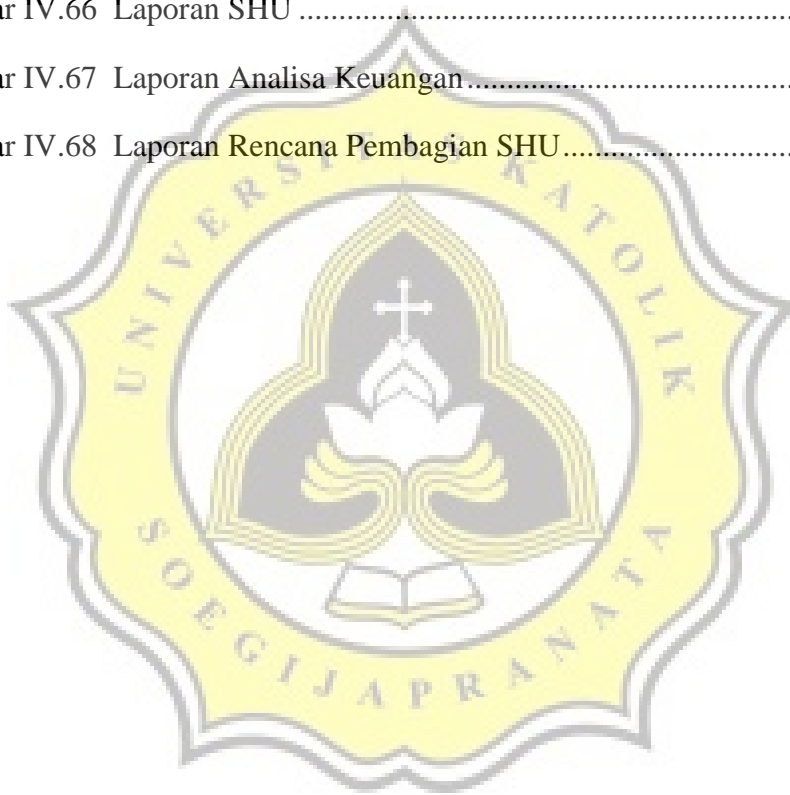 ar IV.66 Laporan SHU ........................................................
ar IV.67 Laporan Analisa Keuangan.....................................
ar IV.68 Laporan Rencana Pembagian SHU..........................
UNIVERSITAS KATOLIK
SOEGIJAPRANATA